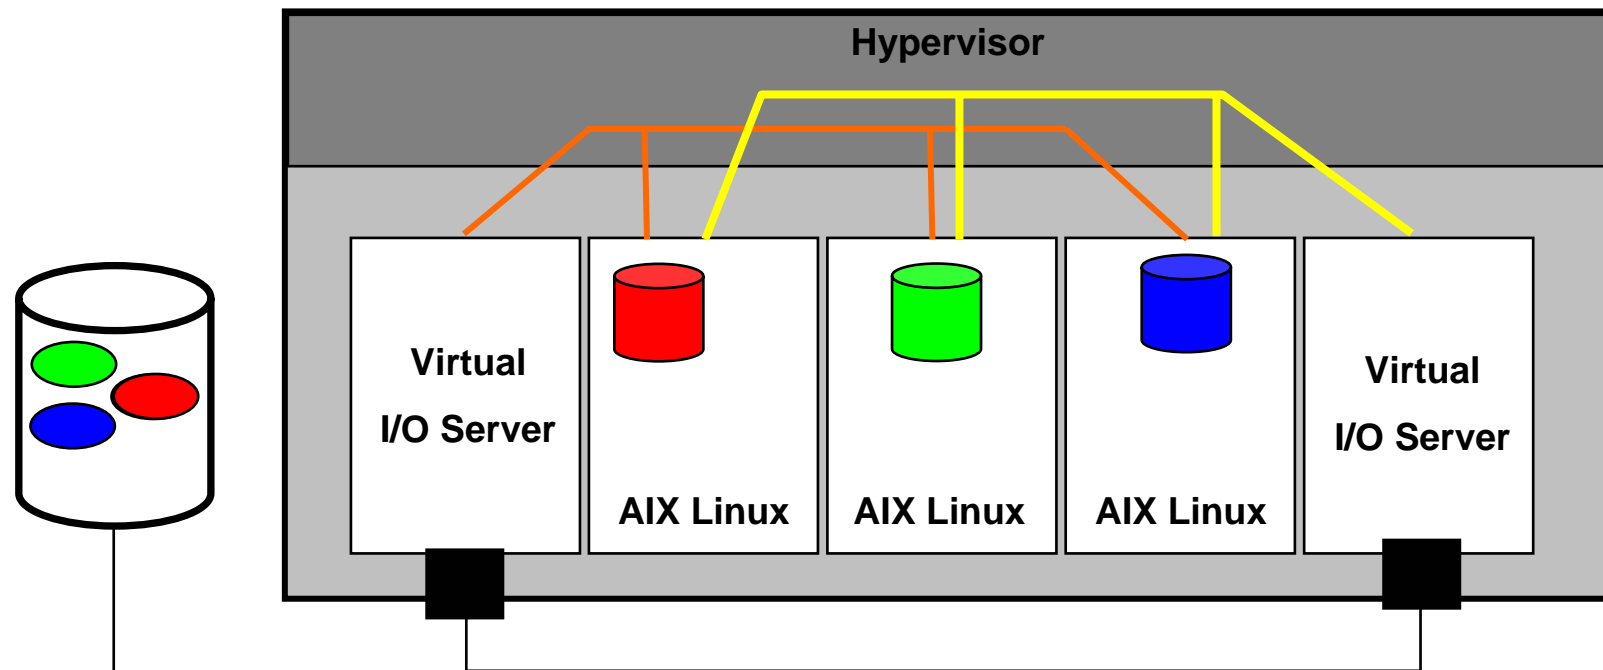 Hypervisor
Virtual
I/O Server
AIX Linux
AIX Linux
AIX Linux
Virtual
I/O Server